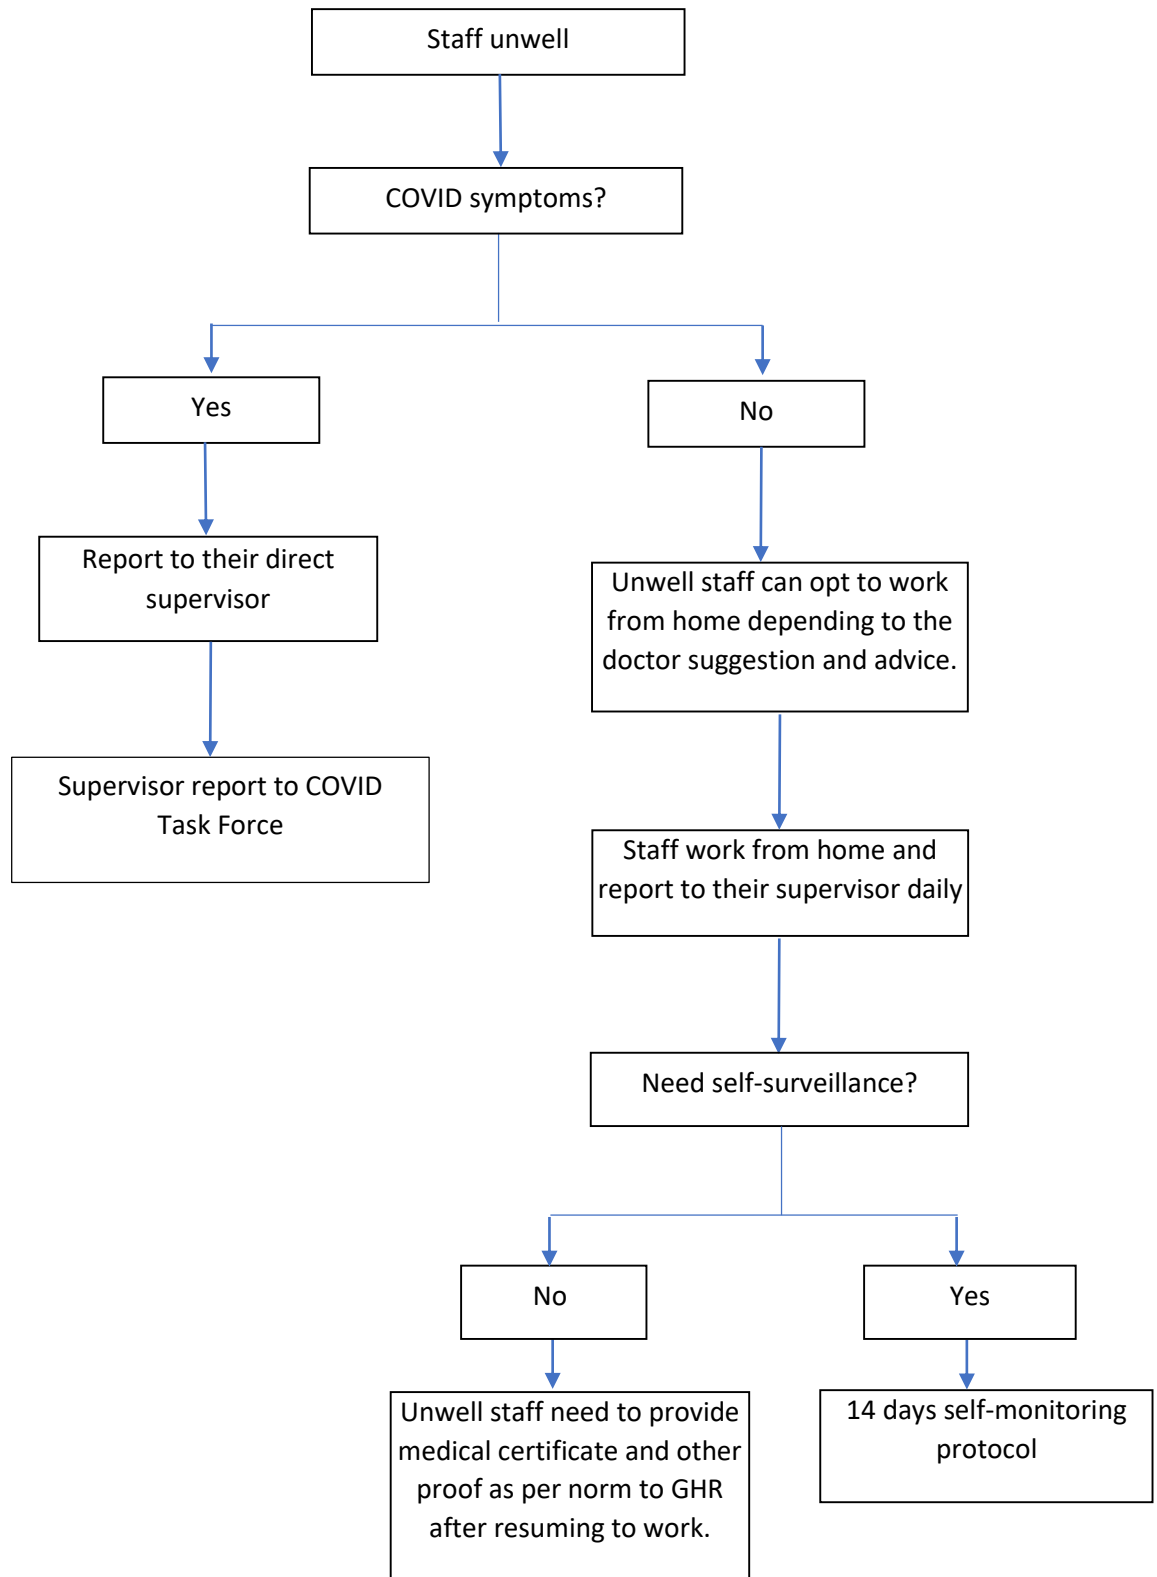 Staff unwell
COVID symptoms?
Yes
No
Report to their direct
supervisor
Unwell staff can opt to work
from home depending to the
doctor suggestion and advice.
Supervisor report to COVID
Task Force
Staff work from home and
report to their supervisor daily
Need self-surveillance?
No
Yes
Unwell staff need to provide
medical certificate and other
proof as per norm to GHR
after resuming to work.
14 days self-monitoring
protocol